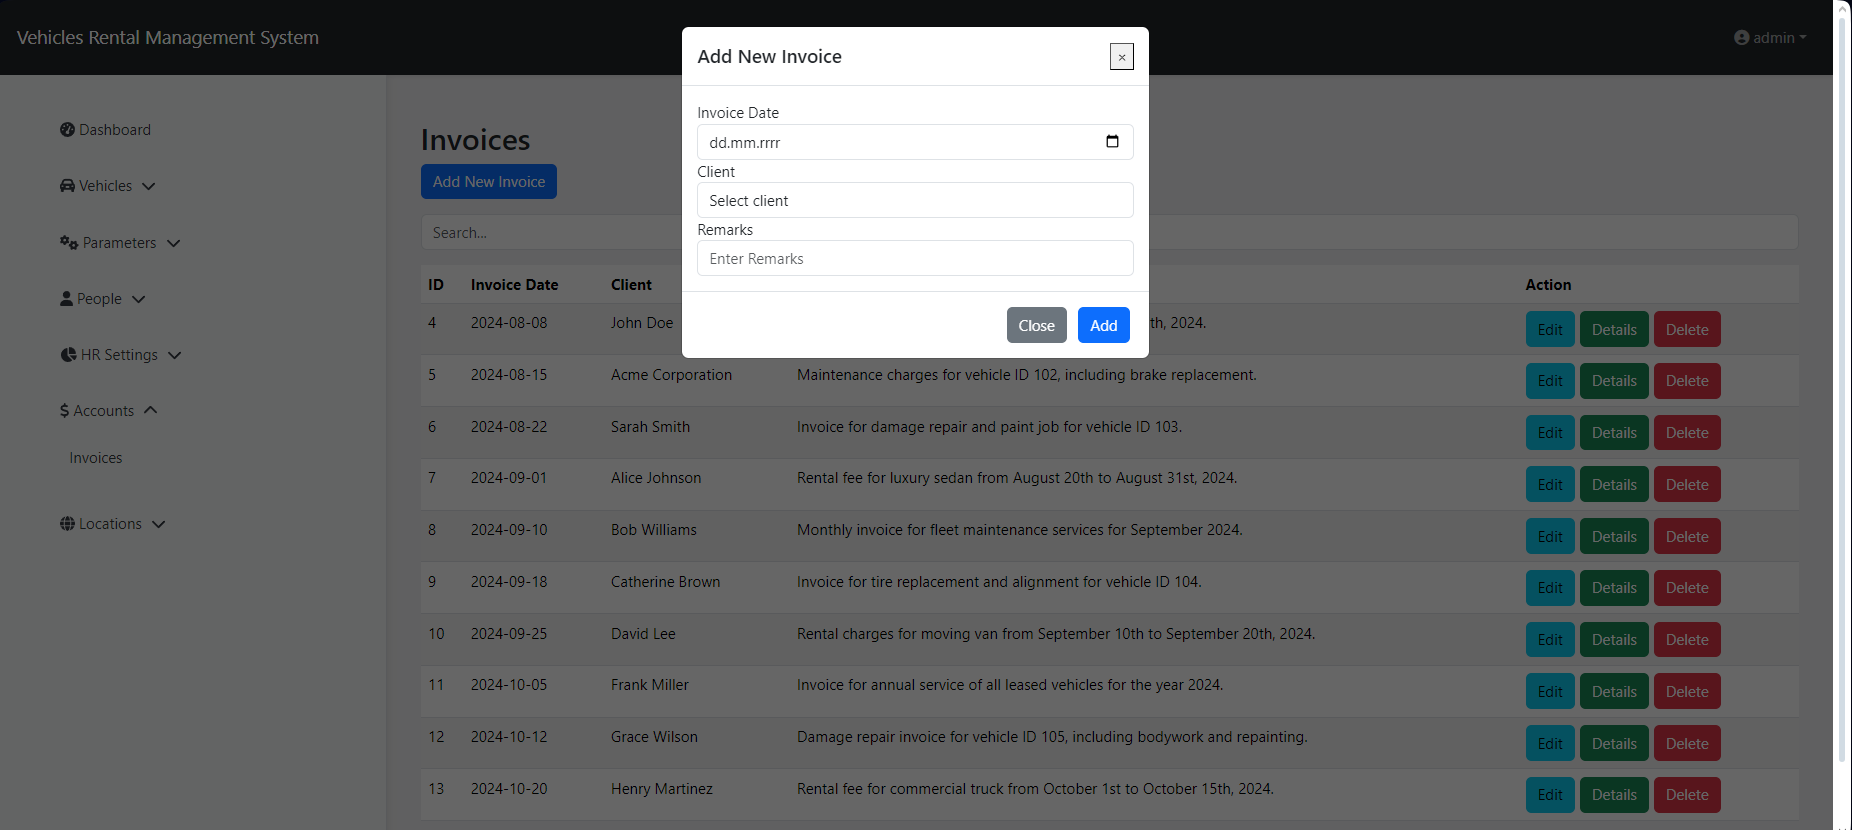 Vehicles Rental Management System
admin
Dashboard
Vehicles
Parameters
People
HR Settings
$ Accounts
Invoices
Locations
Invoices
Add New Invoice
Search...
Add New Invoice
×
Invoice Date
dd.mm.rrrr
Client
Select client
Remarks
Enter Remarks
Close Add
ID Invoice Date Client Action
4 2024-08-08 John Doe th, 2024. Edit Details Delete
5 2024-08-15 Acme Corporation Maintenance charges for vehicle ID 102, including brake replacement. Edit Details Delete
6 2024-08-22 Sarah Smith Invoice for damage repair and paint job for vehicle ID 103. Edit Details Delete
7 2024-09-01 Alice Johnson Rental fee for luxury sedan from August 20th to August 31st, 2024. Edit Details Delete
8 2024-09-10 Bob Williams Monthly invoice for fleet maintenance services for September 2024. Edit Details Delete
9 2024-09-18 Catherine Brown Invoice for tire replacement and alignment for vehicle ID 104. Edit Details Delete
10 2024-09-25 David Lee Rental charges for moving van from September 10th to September 20th, 2024. Edit Details Delete
11 2024-10-05 Frank Miller Invoice for annual service of all leased vehicles for the year 2024. Edit Details Delete
12 2024-10-12 Grace Wilson Damage repair invoice for vehicle ID 105, including bodywork and repainting. Edit Details Delete
13 2024-10-20 Henry Martinez Rental fee for commercial truck from October 1st to October 15th, 2024. Edit Details Delete